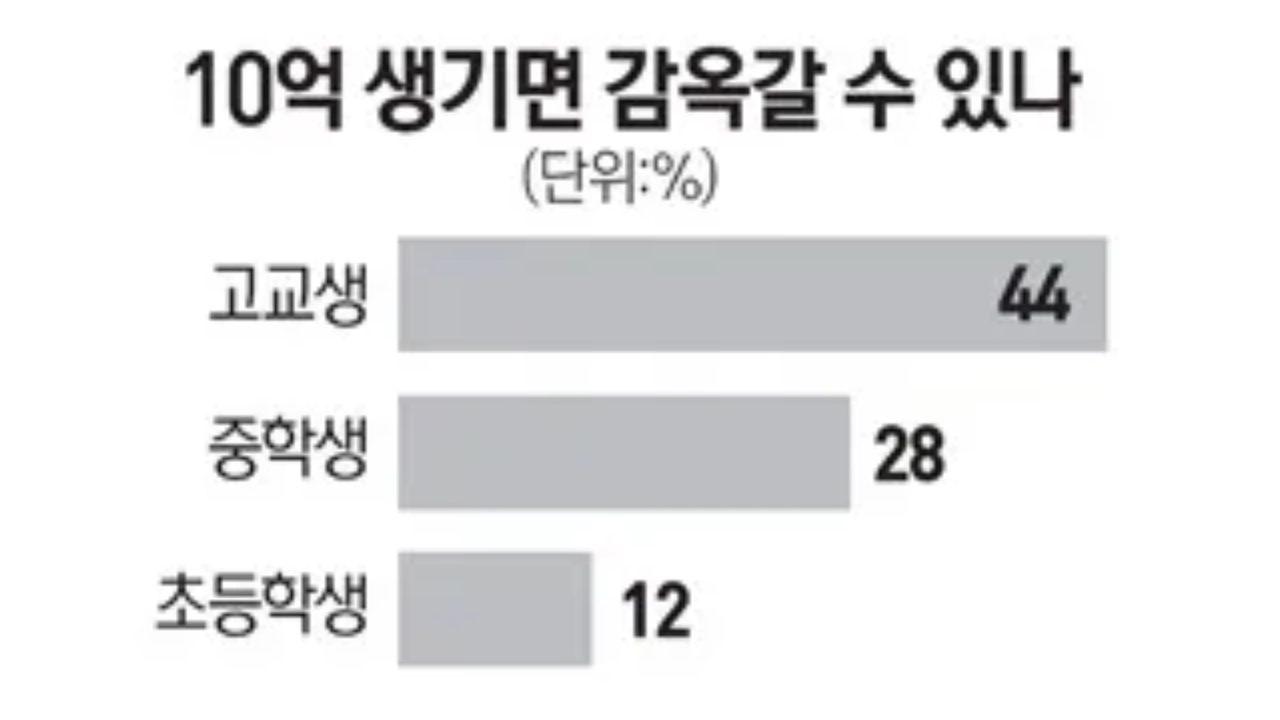 10억 생기면 감옥갈 수 있나
(단위:%)
고교생 44
중학생 28
초등학생 12